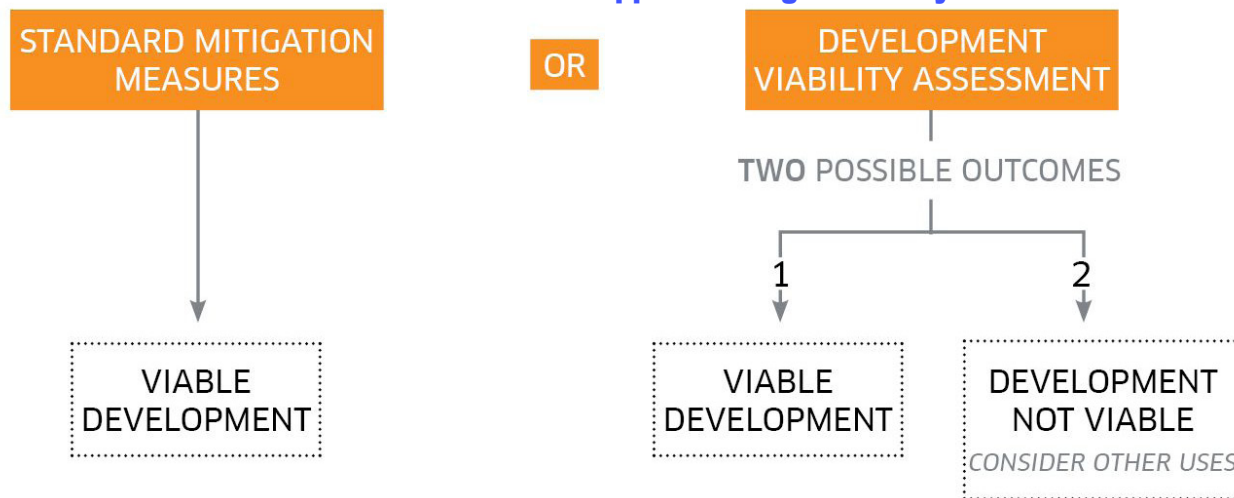 STANDARD MITIGATION
MEASURES
OR
DEVELOPMENT
VIABILITY ASSESSMENT
TWO POSSIBLE OUTCOMES
1
2
VIABLE
DEVELOPMENT
VIABLE
DEVELOPMENT
DEVELOPMENT
NOT VIABLE
CONSIDER OTHER USES